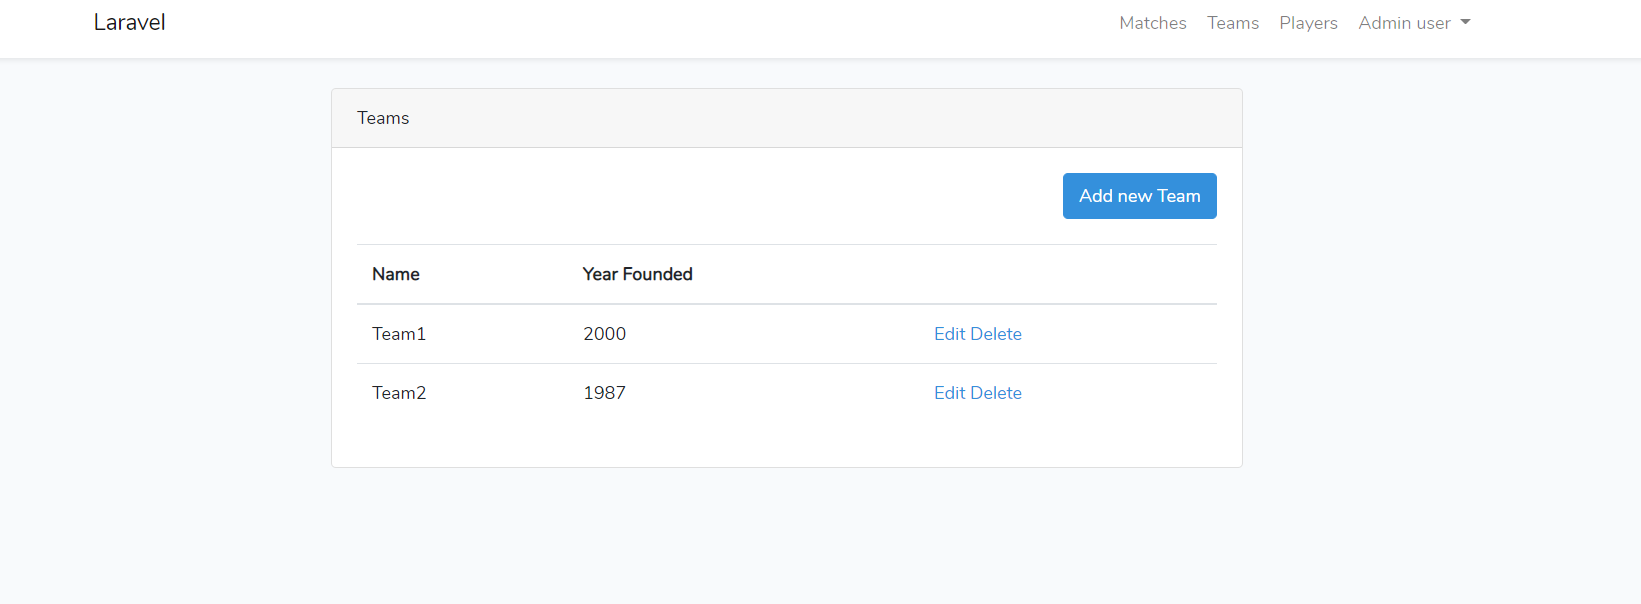 Laravel Matches Teams Players Admin user
Teams
Add new Team
Name Year Founded
Team1 2000 Edit Delete
Team2 1987 Edit Delete